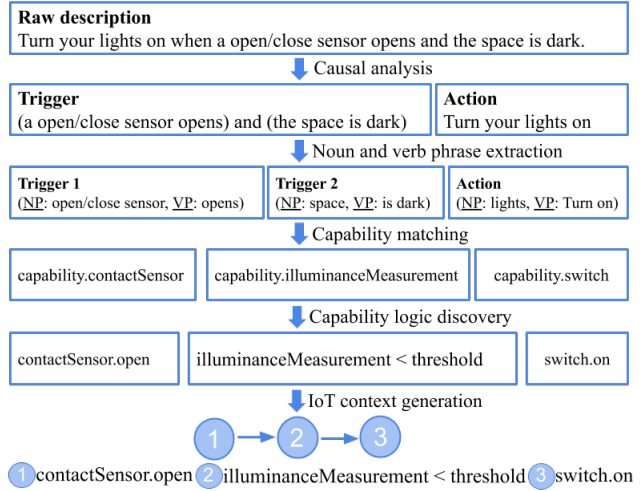 Raw description
Turn your lights on when a open/close sensor opens and the space is dark.
Causal analysis
Trigger
(a open/close sensor opens) and (the space is dark)
Action
Turn your lights on
Noun and verb phrase extraction
Trigger 1
(NP: open/close sensor, VP: opens)
Trigger 2
(NP: space, VP: is dark)
Action
(NP: lights, VP: Turn on)
Capability matching
capability.contactSensor
capability.illuminanceMeasurement
capability.switch
Capability logic discovery
contactSensor.open
illuminanceMeasurement < threshold
switch.on
IoT context generation
1 2 3
1 contactSensor.open 2 illuminanceMeasurement < threshold 3 switch.on